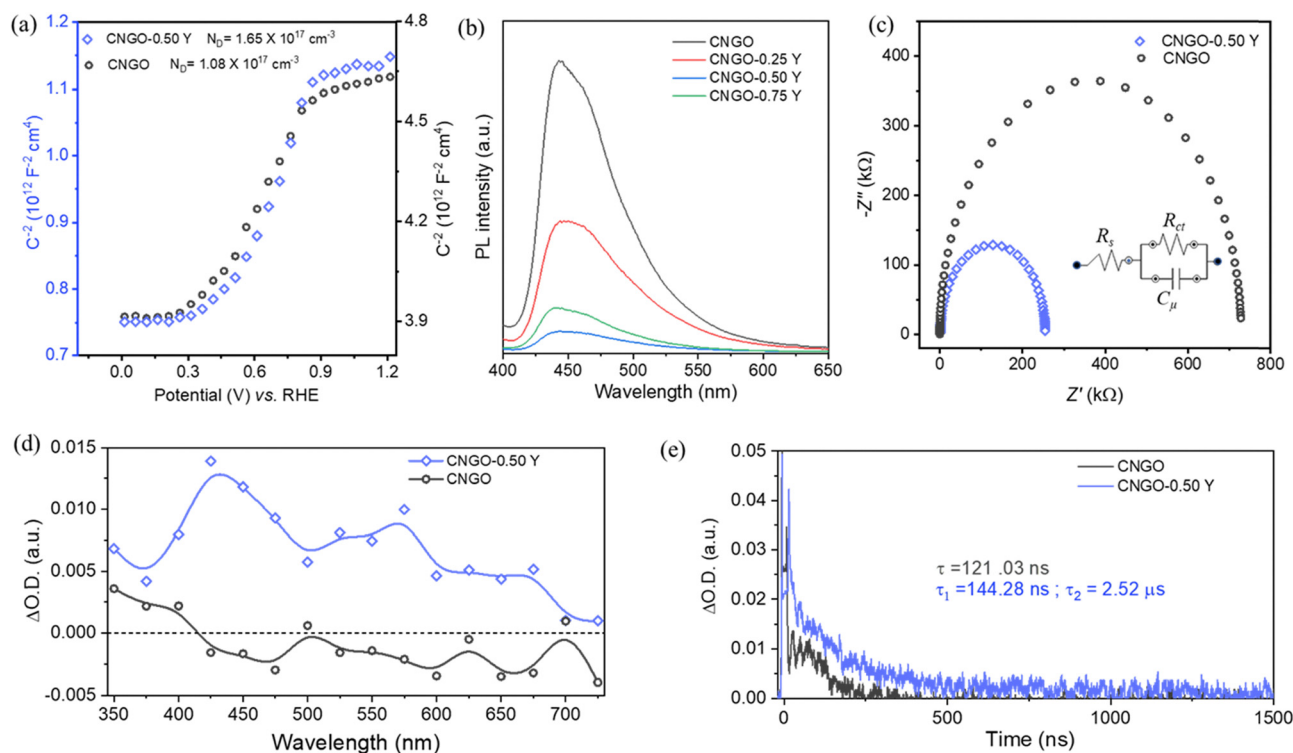 (a)
CNGO-0.50 Y N_D = 1.65 X 10^17 cm^-3
CNGO N_D= 1.08 X 10^17 cm^-3
C^-2 (10^12 F^-2 cm^4)
1.2
1.1
1.0
0.9
0.8
0.7
4.8
4.5
4.2
3.9
C^-2 (10^12 F^-2 cm^4)
0.0 0.3 0.6 0.9 1.2
Potential (V) vs. RHE
(b)
CNGO
CNGO-0.25 Y
CNGO-0.50 Y
CNGO-0.75 Y
PL intensity (a.u.)
400 450 500 550 600 650
Wavelength (nm)
(c)
CNGO-0.50 Y
CNGO
-Z″ (kΩ)
400
350
300
250
200
150
100
50
0
R_s
R_ct
C_μ
0 200 400 600 800
Z′ (kΩ)
(d)
CNGO-0.50 Y
CNGO
ΔO.D. (a.u.)
0.015
0.010
0.005
0.000
-0.005
350 400 450 500 550 600 650 700
Wavelength (nm)
(e)
CNGO
CNGO-0.50 Y
τ =121 .03 ns
τ_1 =144.28 ns ; τ_2 = 2.52 μs
ΔO.D. (a.u.)
0.05
0.04
0.03
0.02
0.01
0.00
0 500 1000 1500
Time (ns)